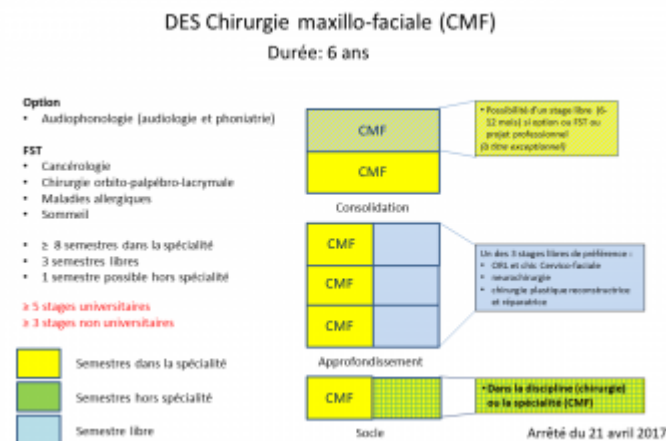 DES Chirurgie maxillo-faciale (CMF)
Durée: 6 ans
Option
• Audiophonologie (audiologie et phoniatrie)
FST
• Cancérologie
• Chirurgie orbito-palpébro-lacrymale
• Maladies allergiques
• Sommeil
• ≥ 8 semestres dans la spécialité
• 3 semestres libres
• 1 semestre possible hors spécialité
≥ 5 stages universitaires
≥ 3 stages non universitaires
Semestres dans la spécialité
Semestres hors spécialité
Semestre libre
CMF
CMF
Consolidation
• Possibilité d'un stage libre (6-
12 mois) si option ou FST ou
projet professionnel
(à titre exceptionnel)
CMF
CMF
CMF
Approfondissement
Un des 3 stages libres de préférence :
• ORL et chir Cervico-faciale
• neurochirurgie
• chirurgie plastique reconstructrice
et réparatrice
CMF
Socle
• Dans la discipline (chirurgie)
ou la spécialité (CMF)
Arrêté du 21 avril 2017